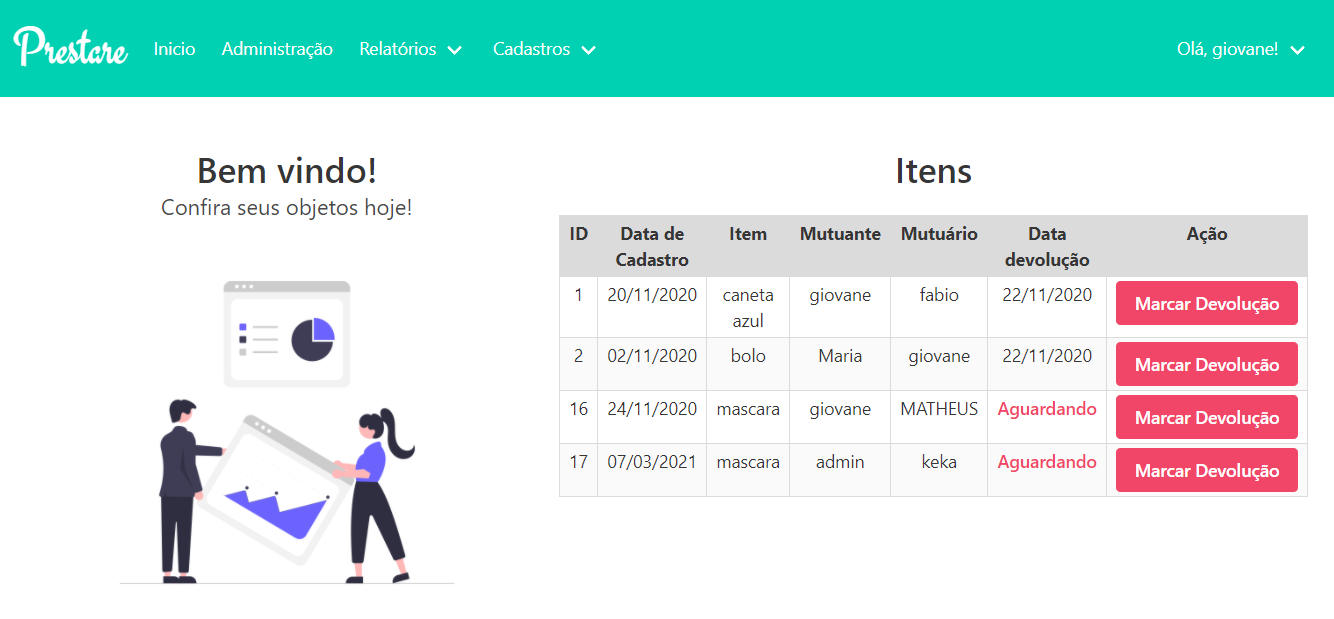 Prestare Inicio Administração Relatórios Cadastros Olá, giovane!
Bem vindo!
Confira seus objetos hoje!
Itens
ID Data de Cadastro Item Mutuante Mutuário Data devolução Ação
1 20/11/2020 caneta azul giovane fabio 22/11/2020 Marcar Devolução
2 02/11/2020 bolo Maria giovane 22/11/2020 Marcar Devolução
16 24/11/2020 mascara giovane MATHEUS Aguardando Marcar Devolução
17 07/03/2021 mascara admin keka Aguardando Marcar Devolução